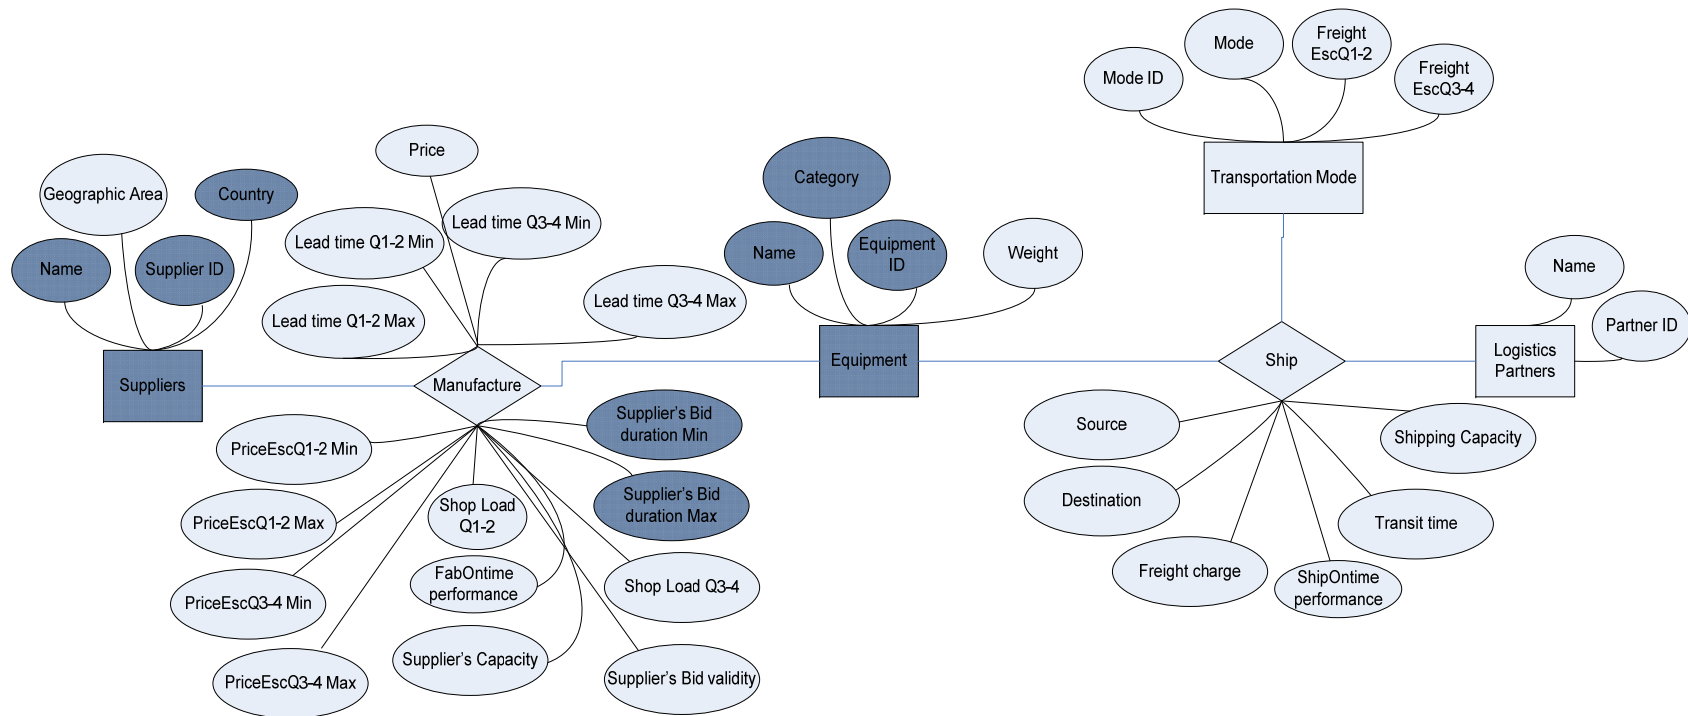 Mode
Freight
EscQ1-2
Mode ID
Freight
EscQ3-4
Price
Transportation Mode
Category
Geographic Area
Country
Lead time Q3-4 Min
Lead time Q1-2 Min
Name
Supplier ID
Name
Equipment
ID
Weight
Name
Lead time Q3-4 Max
Lead time Q1-2 Max
Partner ID
Suppliers
Manufacture
Equipment
Ship
Logistics
Partners
Supplier's Bid
duration Min
Source
Shipping Capacity
PriceEscQ1-2 Min
Supplier's Bid
duration Max
Destination
PriceEscQ1-2 Max
Shop Load
Q1-2
Transit time
FabOntime
performance
Shop Load Q3-4
Freight charge
ShipOntime
performance
PriceEscQ3-4 Min
Supplier's Capacity
Supplier's Bid validity
PriceEscQ3-4 Max